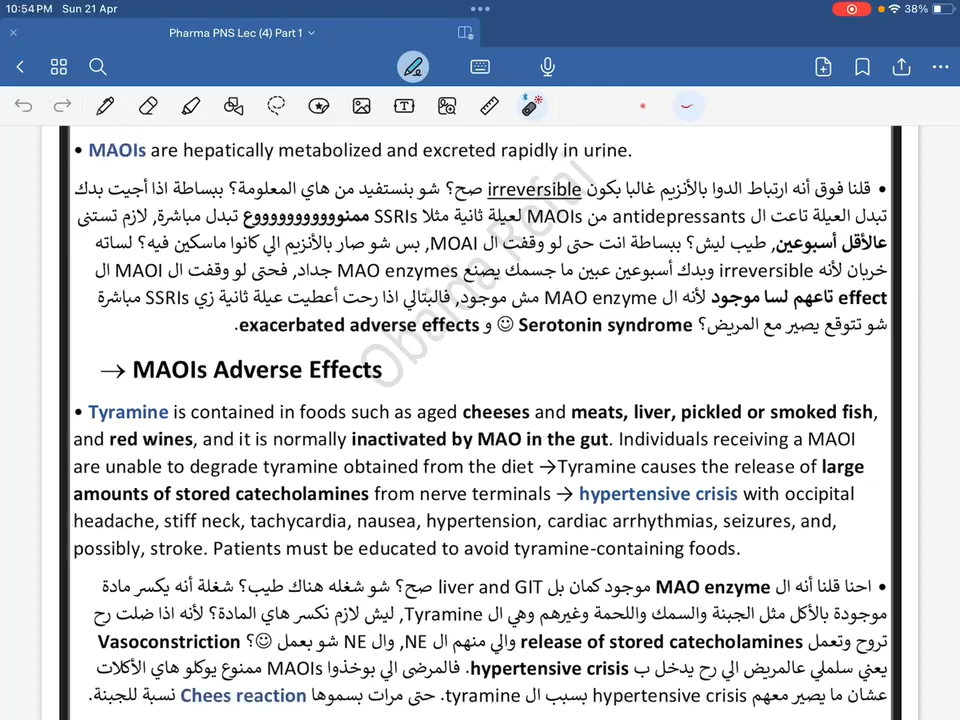 10:54 PM Sun 21 Apr
38%
Pharma PNS Lec (4) Part 1
• MAOIs are hepatically metabolized and excreted rapidly in urine.
• قلنا فوق أنه ارتباط الدوا بالأنزيم غالبا بكون irreversible صح؟ شو بنستفيد من هاي المعلومة؟ ببساطة اذا أجيت بدك
تبدل العيلة تاعت ال antidepressants من MAOIs لعيلة ثانية مثلا SSRIs ممنوووووووووووع تبدل مباشرة, لازم تستنى
عالأقل أسبوعين, طيب ليش؟ ببساطة انت حتى لو وقفت ال MOAI, بس شو صار بالأنزيم الي كانوا ماسكين فيه؟ لساته
خربان لأنه irreversible وبدك أسبوعين عبين ما جسمك يصنع MAO enzymes جداد, فحتى لو وقفت ال MAOI ال
effect تاعهم لسا موجود لأنه ال MAO enzyme مش موجود, فالبتالي اذا رحت أعطيت عيلة ثانية زي SSRIs مباشرة
شو تتوقع يصير مع المريض؟ Serotonin syndrome ☺ و exacerbated adverse effects.
→ MAOIs Adverse Effects
• Tyramine is contained in foods such as aged cheeses and meats, liver, pickled or smoked fish,
and red wines, and it is normally inactivated by MAO in the gut. Individuals receiving a MAOI
are unable to degrade tyramine obtained from the diet →Tyramine causes the release of large
amounts of stored catecholamines from nerve terminals → hypertensive crisis with occipital
headache, stiff neck, tachycardia, nausea, hypertension, cardiac arrhythmias, seizures, and,
possibly, stroke. Patients must be educated to avoid tyramine-containing foods.
• احنا قلنا أنه ال MAO enzyme موجود كمان بل liver and GIT صح؟ شو شغله هناك طيب؟ شغلة أنه يكسر مادة
موجودة بالأكل مثل الجبنة والسمك واللحمة وغيرهم وهي ال Tyramine, ليش لازم نكسر هاي المادة؟ لأنه اذا ضلت رح
تروح وتعمل release of stored catecholamines والي منهم ال NE, وال NE شو بعمل ☺؟ Vasoconstriction
يعني سلملي عالمريض الي رح يدخل ب hypertensive crisis. فالمرضى الي بوخذوا MAOIs ممنوع يوكلو هاي الأكلات
عشان ما يصير معهم hypertensive crisis بسبب ال tyramine. حتى مرات بسموها Chees reaction نسبة للجبنة.
Obaida Refai